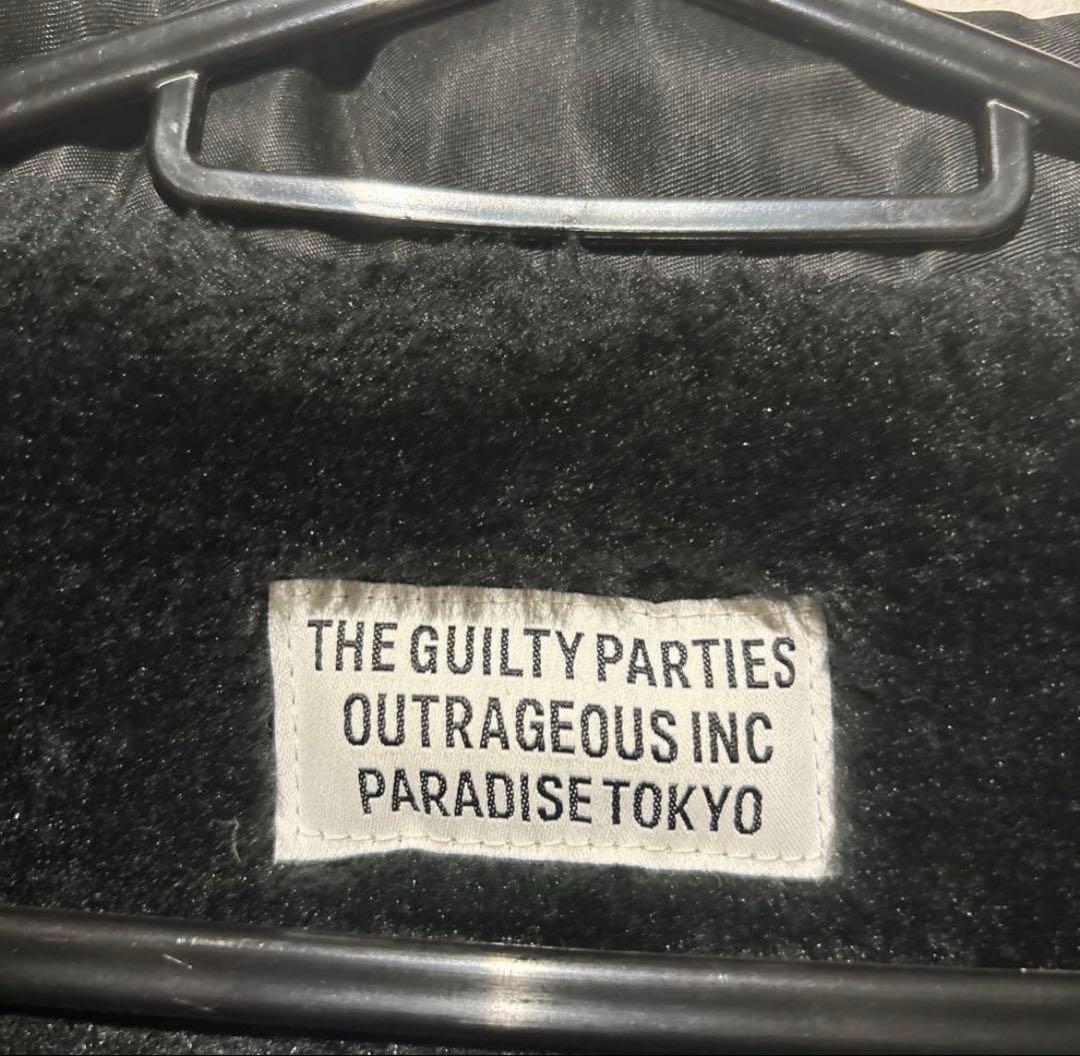 THE GUILTY PARTIES
OUTRAGEOUS INC
PARADISE TOKYO